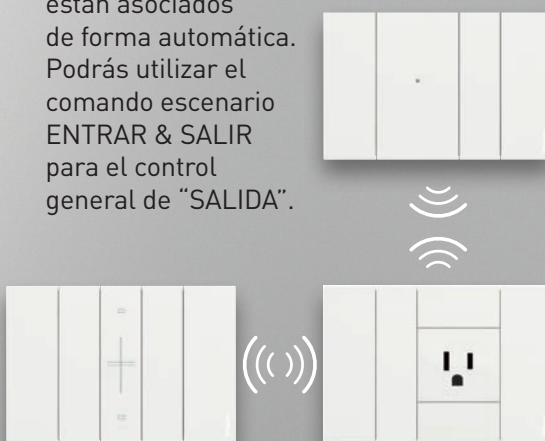 están asociados
de forma automática.
Podrás utilizar el
comando escenario
ENTRAR & SALIR
para el control
general de “SALIDA”.